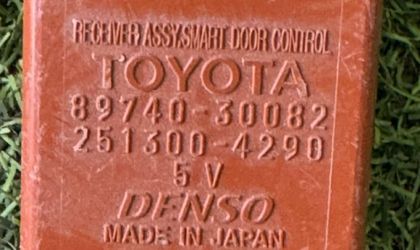 RECEIVER ASSY,SMART DOOR CONTROL
TOYOTA
89740-30082
251300-4290
5 V
DENSO
MADE IN JAPAN